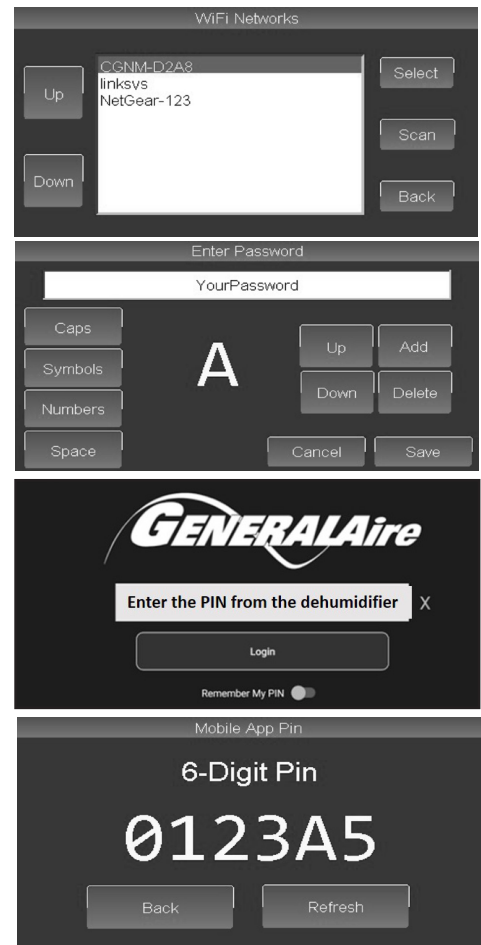 WiFi Networks
Up
Down
CGNM-D2A8
linksys
NetGear-123
Select
Scan
Back
Enter Password
YourPassword
Caps
Symbols
Numbers
Space
A
Up
Add
Down
Delete
Cancel
Save
GENERALAire
Enter the PIN from the dehumidifier X
Login
Remember My PIN
Mobile App Pin
6-Digit Pin
0123A5
Back
Refresh